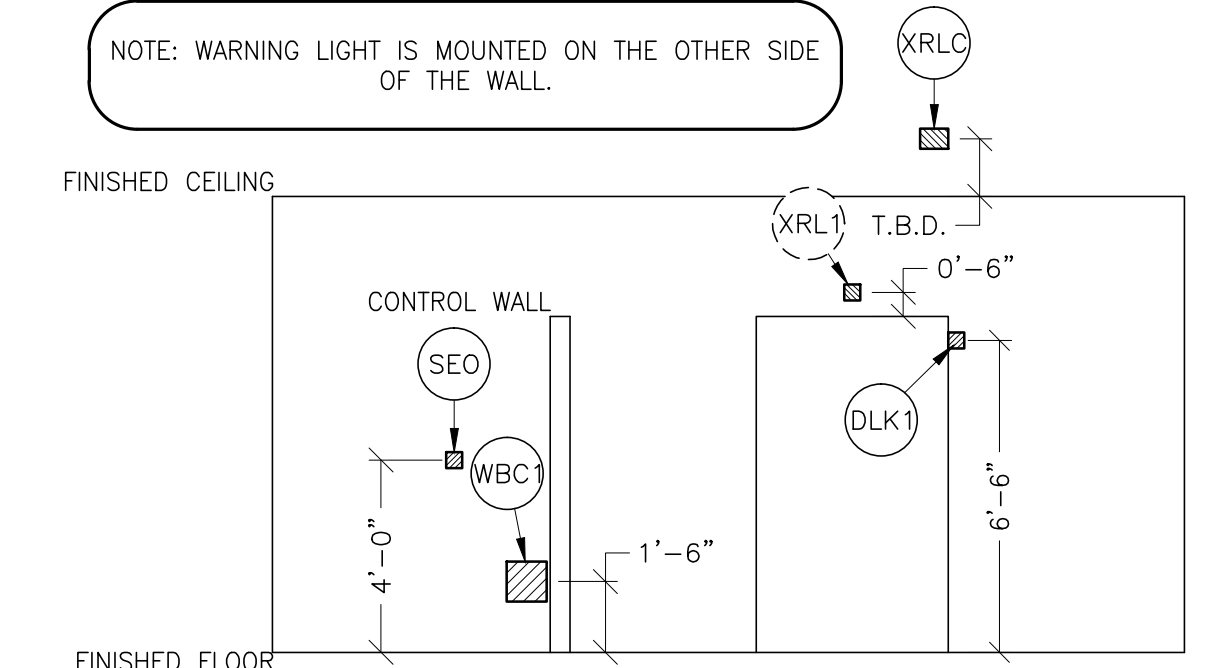 NOTE: WARNING LIGHT IS MOUNTED ON THE OTHER SIDE
OF THE WALL.
XRLC
FINISHED CEILING
XRL1
T.B.D.
0'-6"
CONTROL WALL
SEO
DLK1
WBC1
6'-6"
4'-0"
1'-6"
FINISHED FLOOR